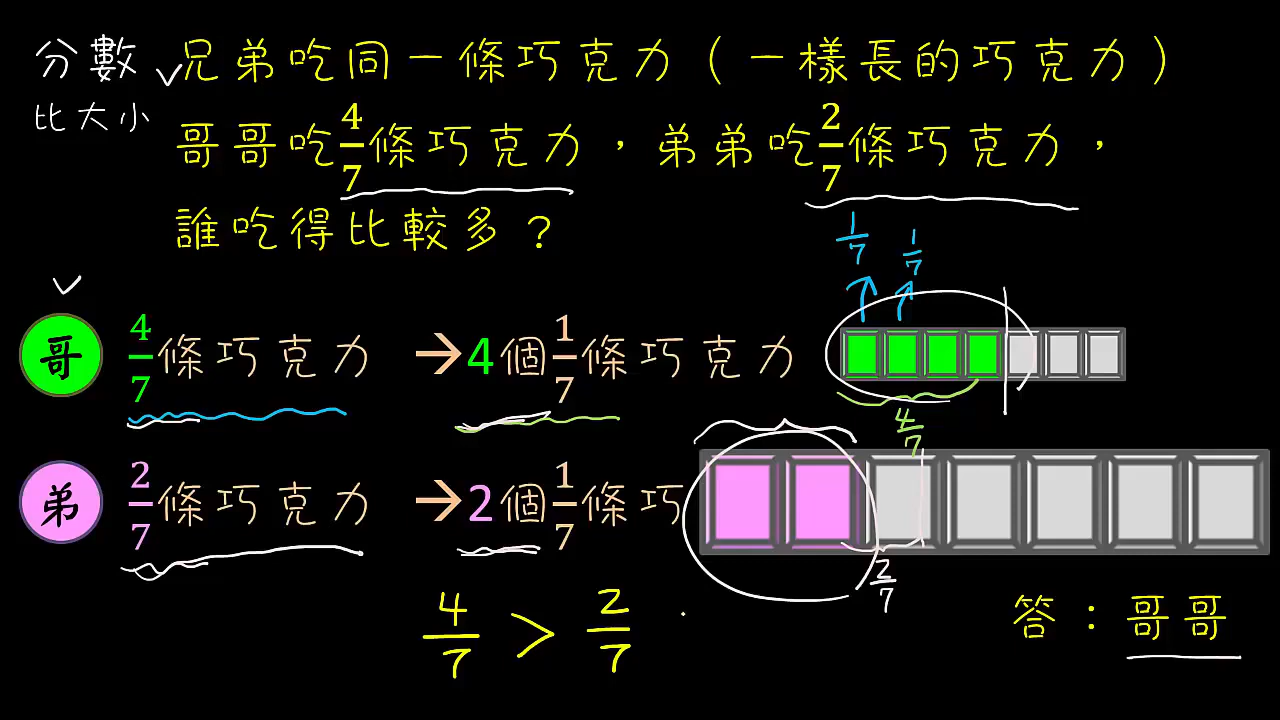 分數
比大小
兄弟吃同一條巧克力（一樣長的巧克力）
哥哥吃4/7條巧克力，弟弟吃2/7條巧克力，
誰吃得比較多？
1/7 1/7
哥 4/7條巧克力 →4個1/7條巧克力
4/7
弟 2/7條巧克力 →2個1/7條巧
2/7
4/7 > 2/7
答：哥哥